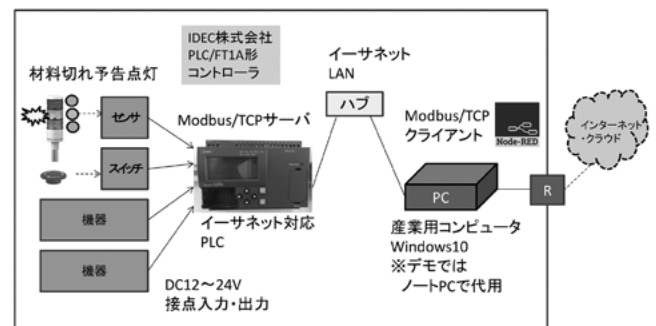 IDEC株式会社
PLC/FT1A形
コントローラ
イーサネット
LAN
材料切れ予告点灯
ハブ
センサ
Modbus/TCPサーバ
Modbus/TCP
クライアント
Node-RED
インターネット
・クラウド
スイッチ
PC
R
機器
イーサネット対応
PLC
産業用コンピュータ
Windows10
※デモでは
ノートPCで代用
機器
DC12～24V
接点入力・出力